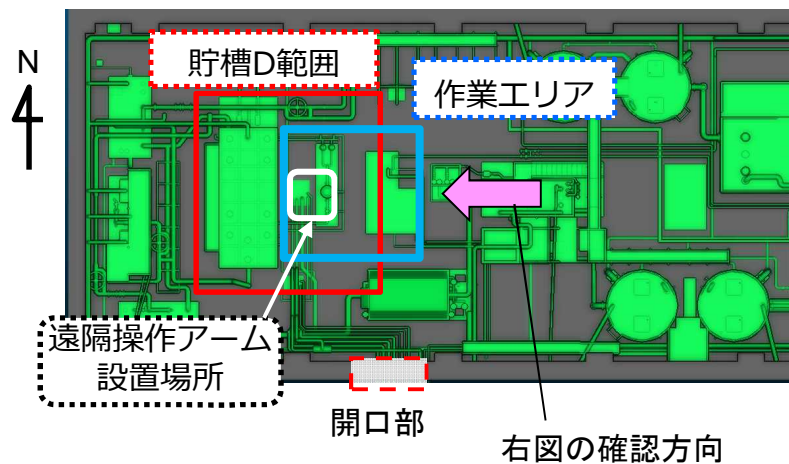 N
貯槽D範囲
作業エリア
遠隔操作アーム
設置場所
開口部
右図の確認方向